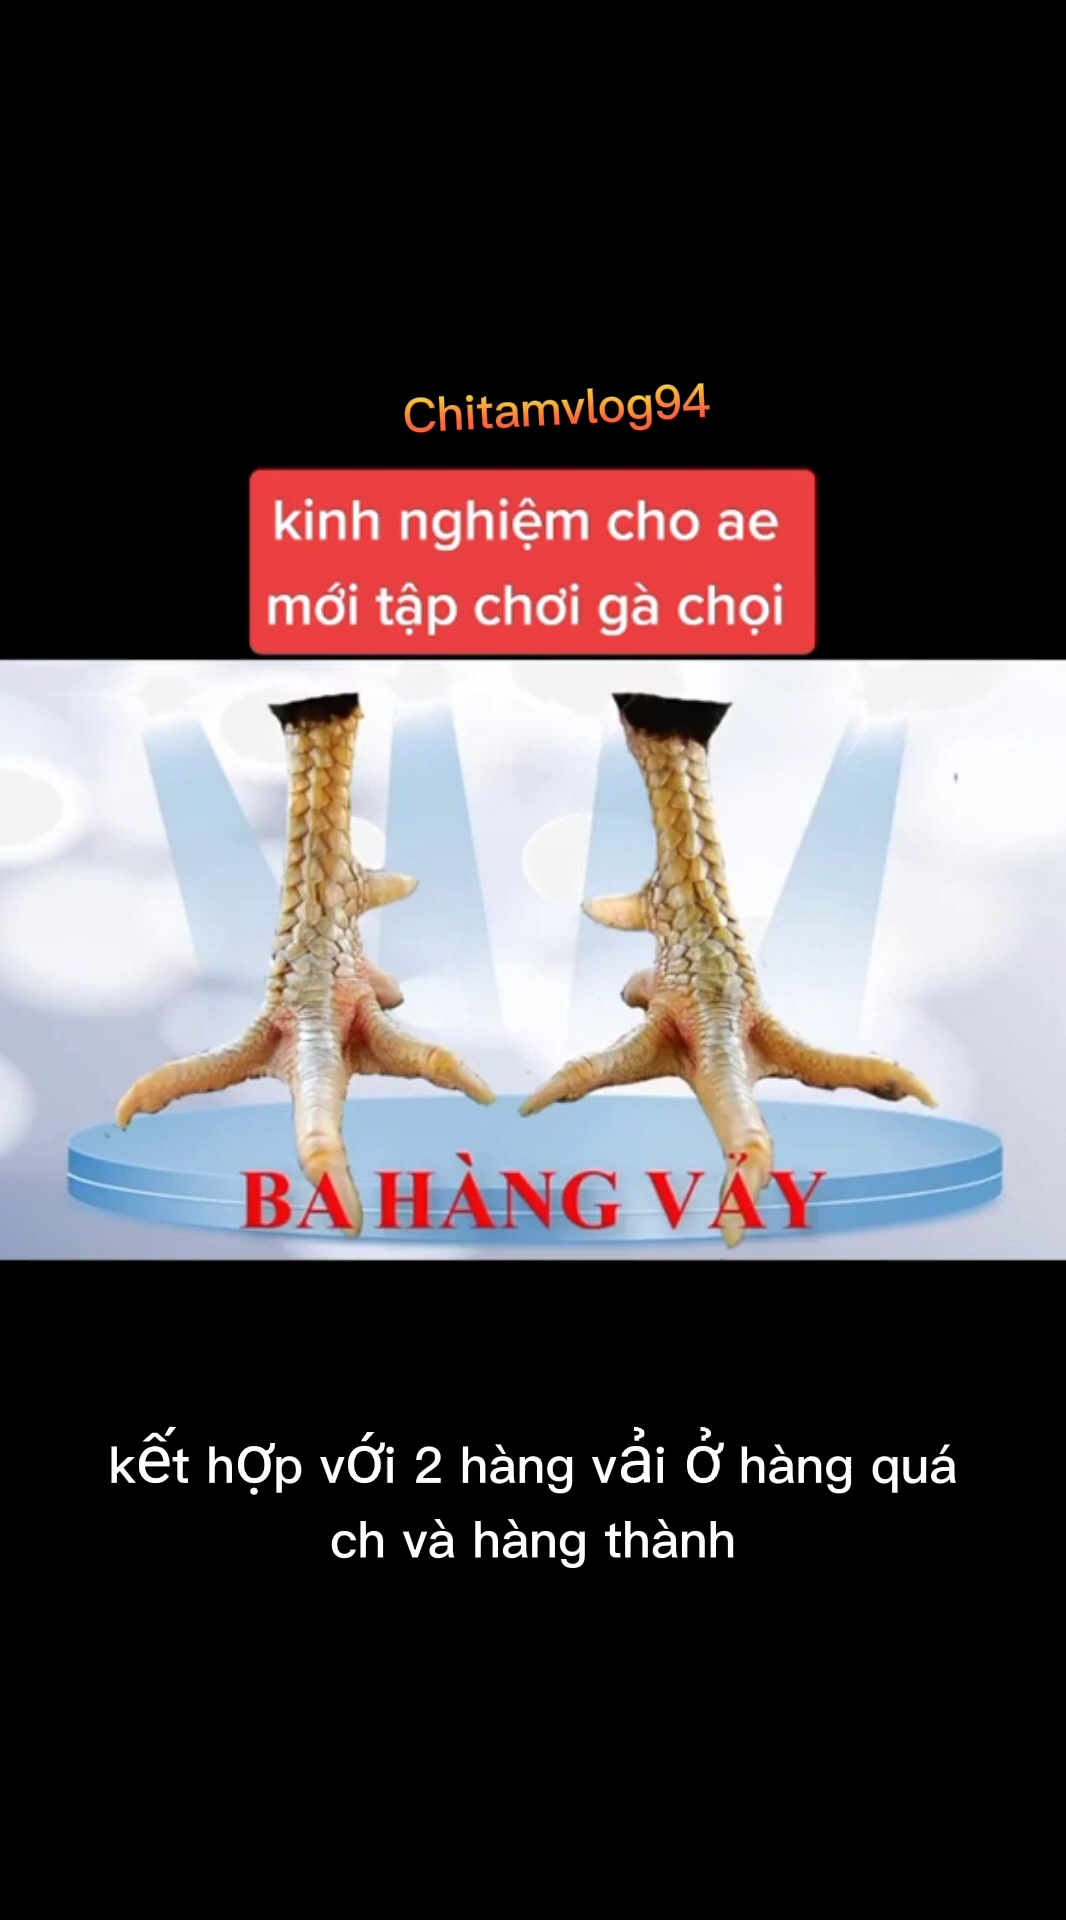 Chitamvlog94
kinh nghiệm cho ae
mới tập chơi gà chọi
BA HÀNG VẢY
kết hợp với 2 hàng vải ở hàng quá
ch và hàng thành